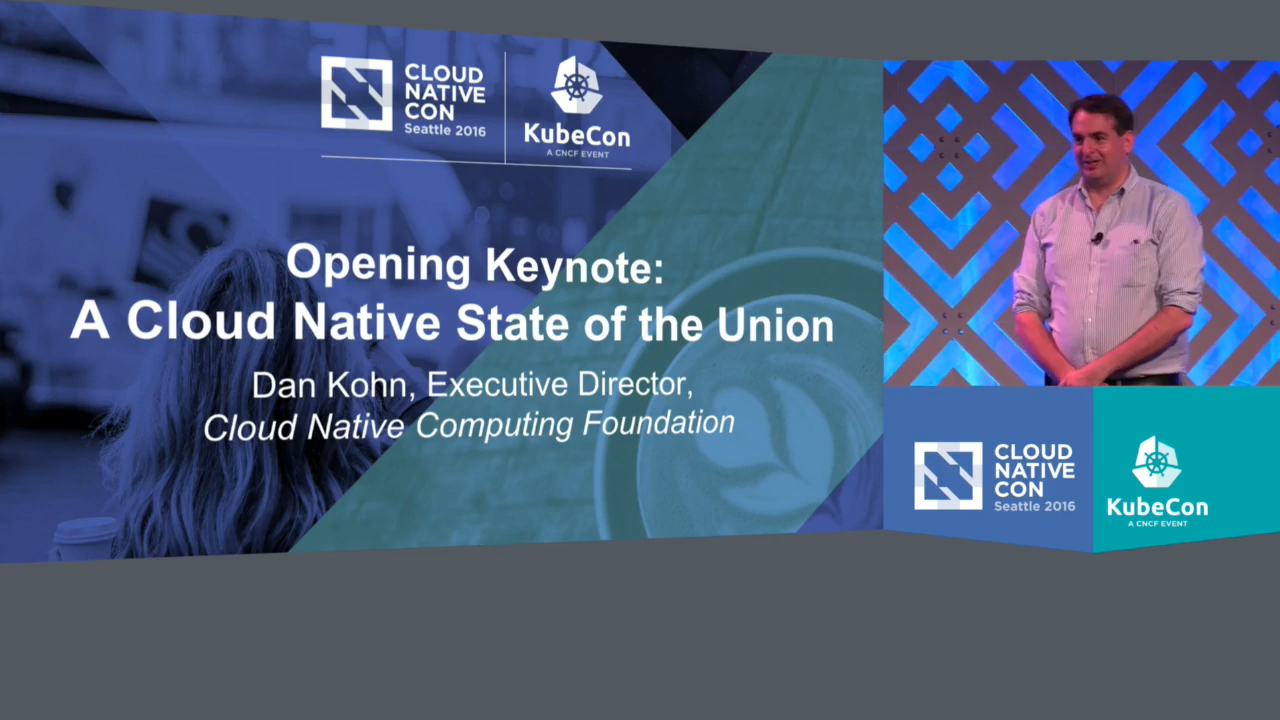 CLOUD
NATIVE
CON
Seattle 2016
KubeCon
A CNCF EVENT
Opening Keynote:
A Cloud Native State of the Union
Dan Kohn, Executive Director,
Cloud Native Computing Foundation
CLOUD
NATIVE
CON
Seattle 2016
KubeCon
A CNCF EVENT